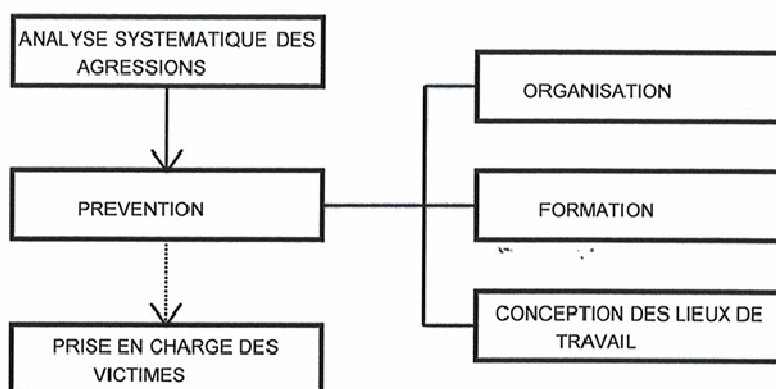 ANALYSE SYSTEMATIQUE DES
AGRESSIONS
PREVENTION
PRISE EN CHARGE DES
VICTIMES
ORGANISATION
FORMATION
CONCEPTION DES LIEUX DE
TRAVAIL